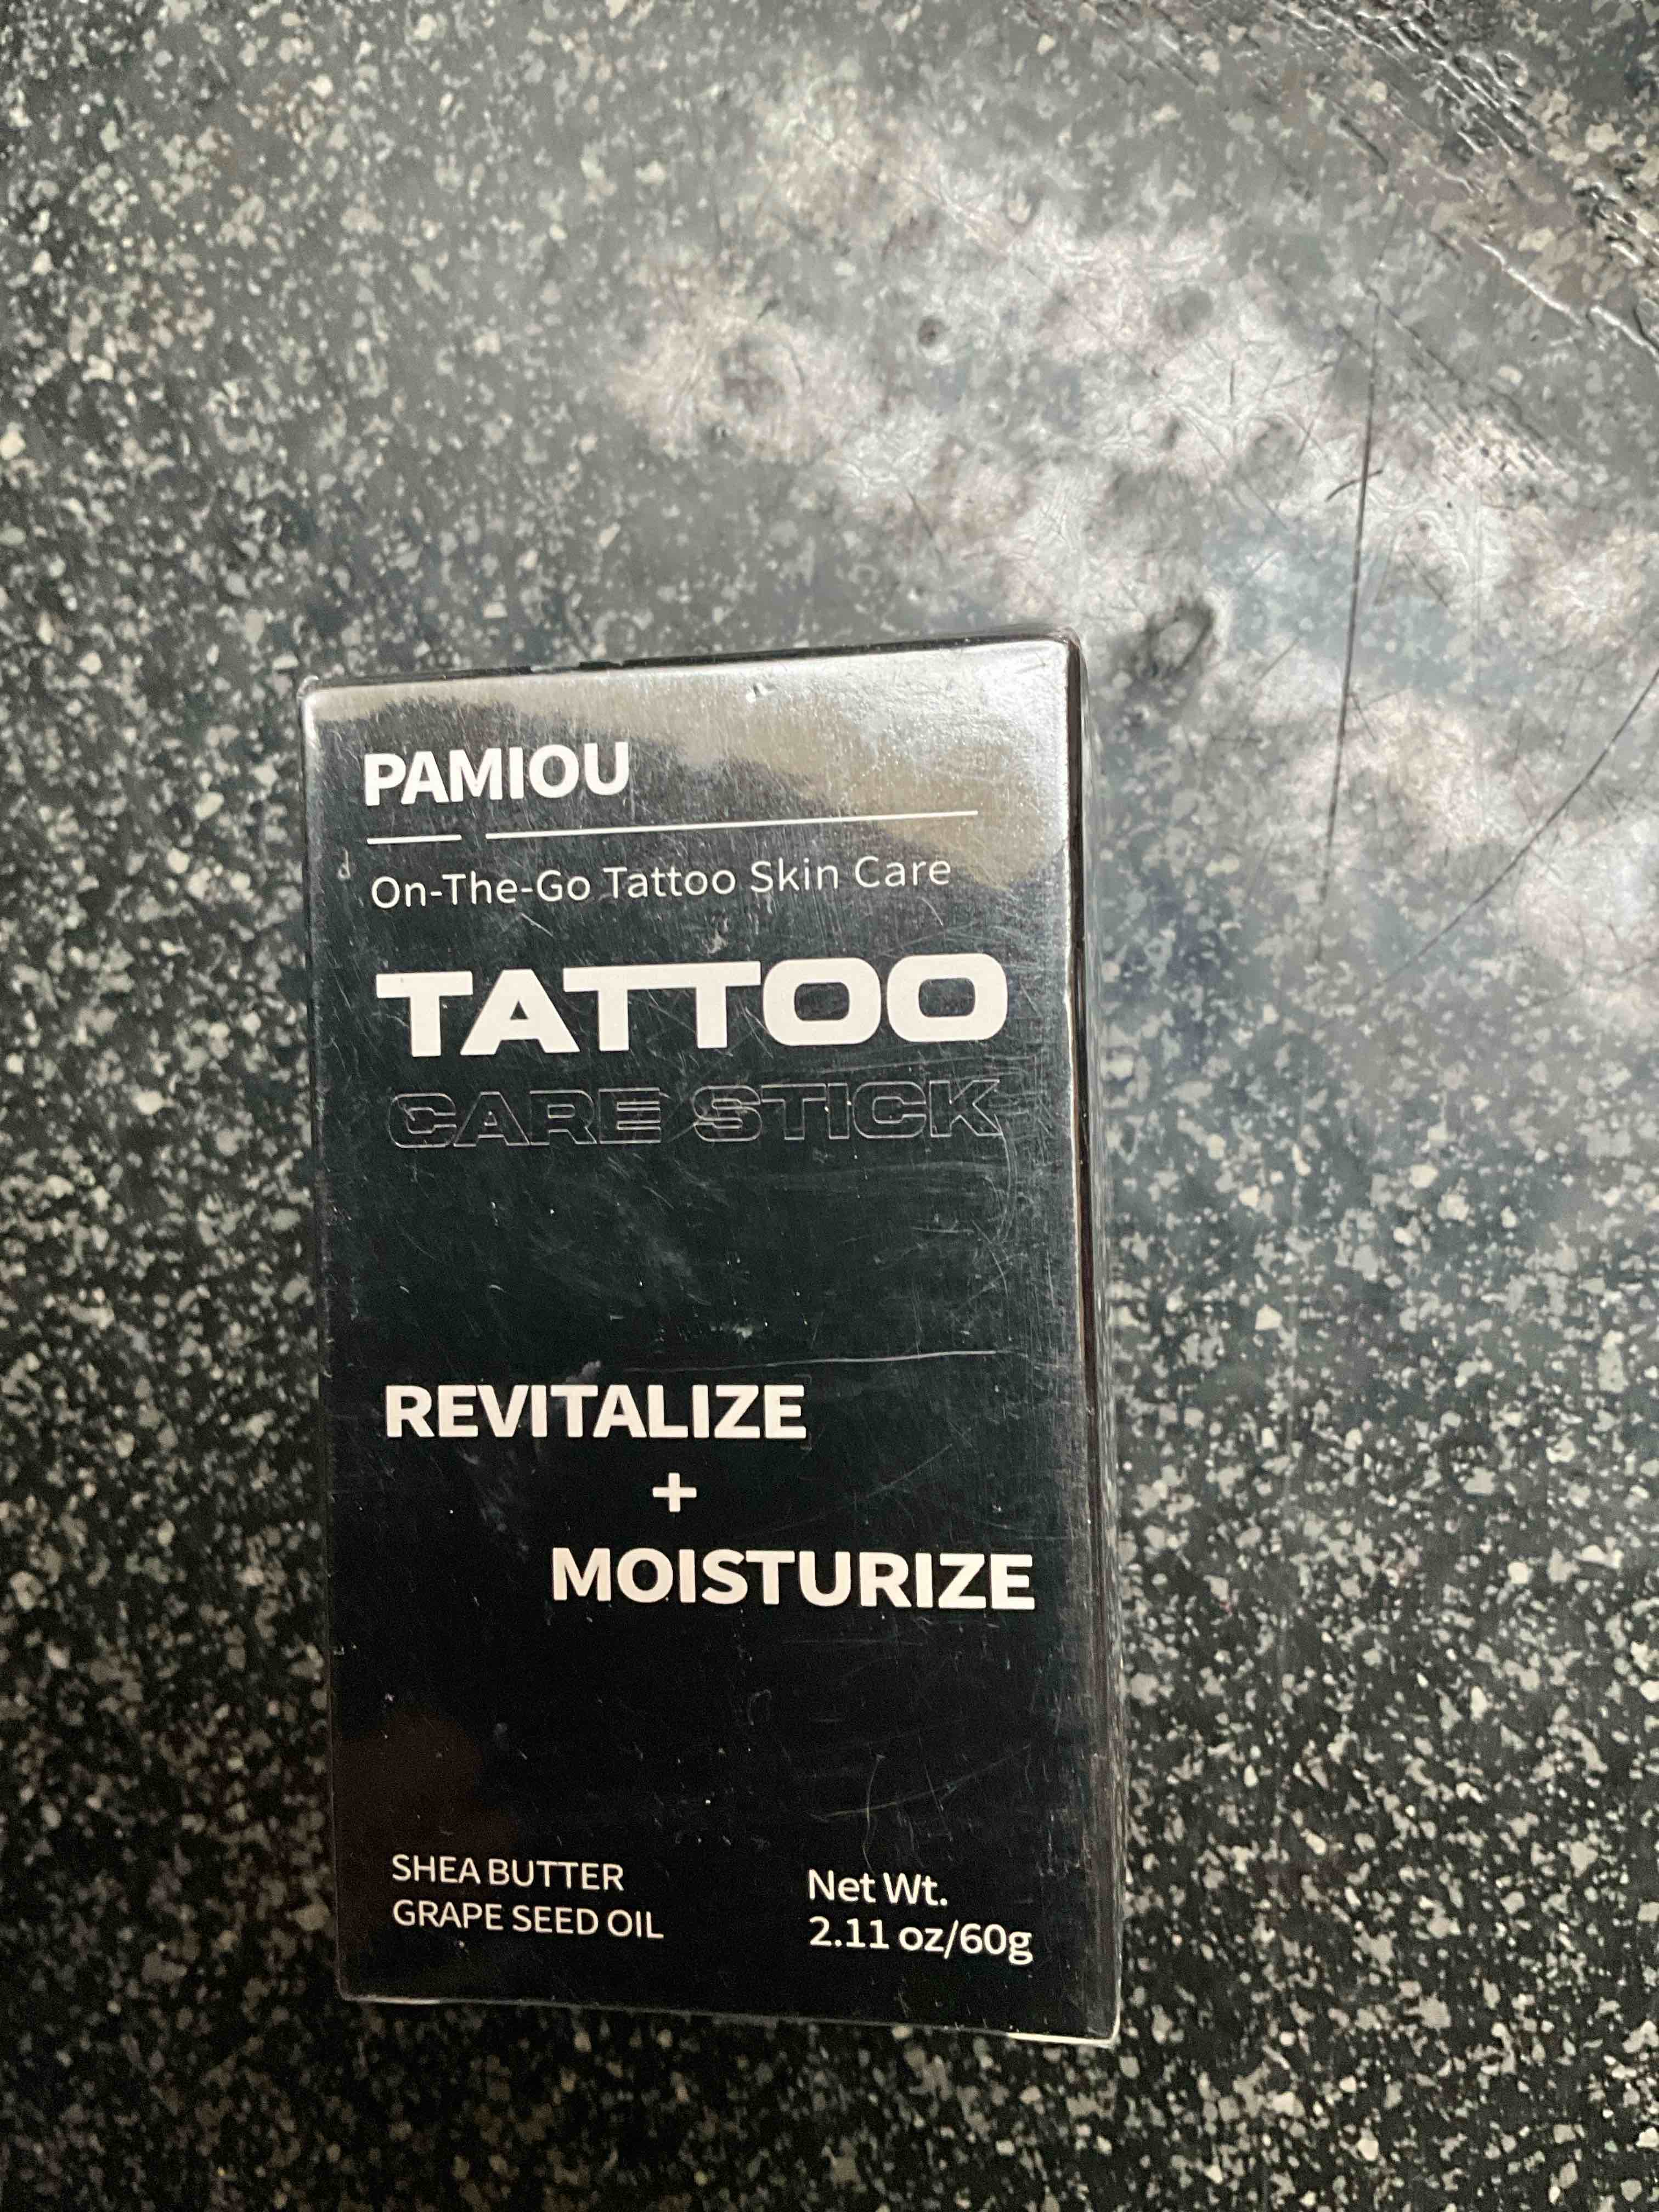 PAMIOU
On-The-Go Tattoo Skin Care
TATTOO
CARE STICK
REVITALIZE
+
MOISTURIZE
SHEA BUTTER
GRAPE SEED OIL
Net Wt.
2.11 oz/60g